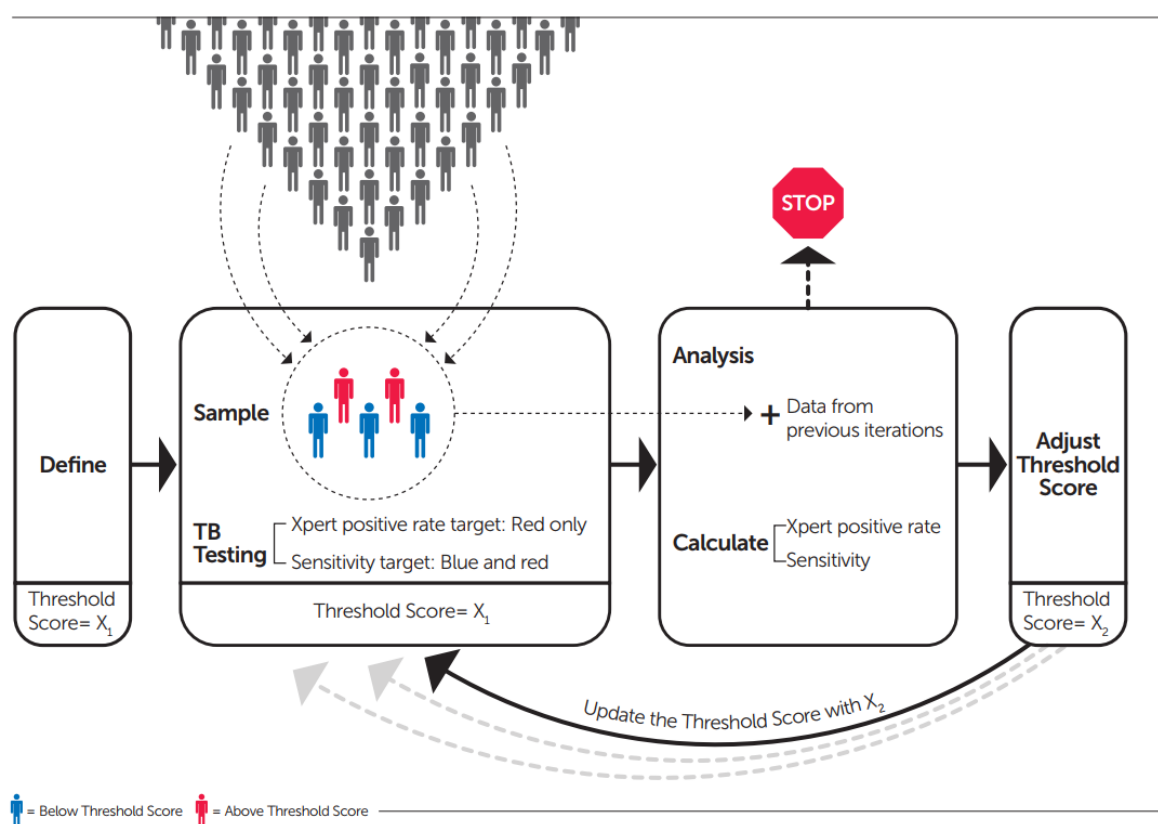 STOP
Define
Threshold
Score= X₁
Sample
TB
Testing
Xpert positive rate target: Red only
Sensitivity target: Blue and red
Threshold Score= X₁
Analysis
+ Data from
previous iterations
Calculate
Xpert positive rate
Sensitivity
Adjust
Threshold
Score
Threshold
Score= X₂
Update the Threshold Score with X₂
= Below Threshold Score = Above Threshold Score